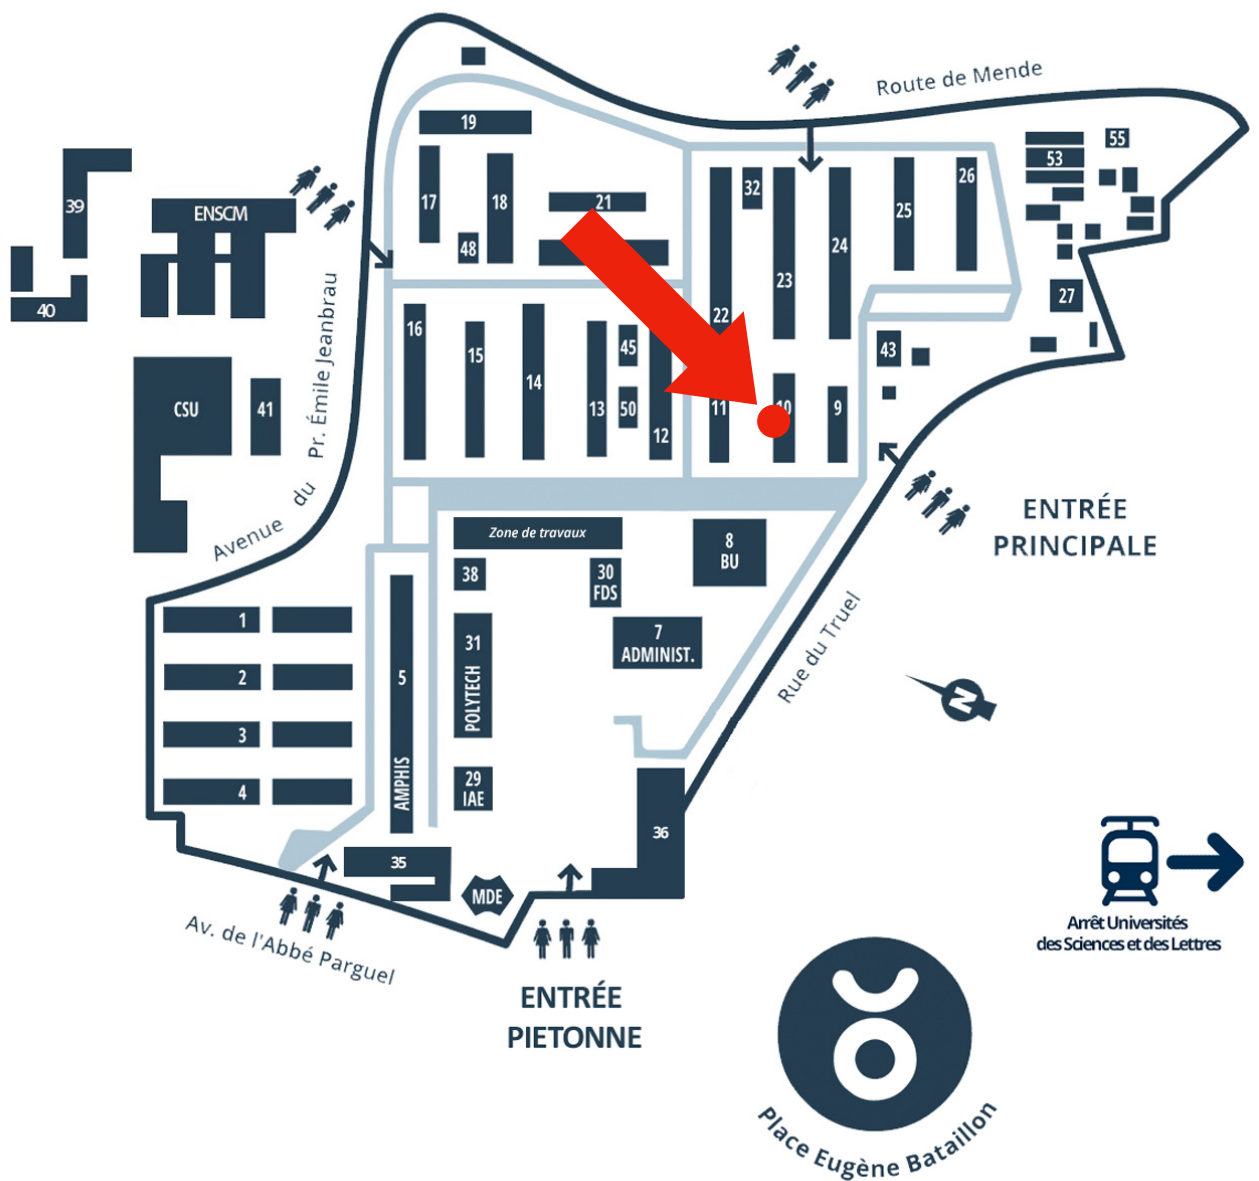 Route de Mende
19
55
53
39
ENSCM
17
18
21
32
26
25
48
24
23
27
40
22
16
15
14
45
43
Avenue du Pr. Émile Jeanbrau
CSU
41
13
50
12
11
10
9
ENTRÉE
PRINCIPALE
Zone de travaux
8
BU
38
30
FDS
1
7
ADMINIST.
31
POLYTECH
Rue du Truel
2
5
AMPHIS
N
3
29
IAE
4
36
35
MDE
Av. de l'Abbé Parguel
Arrêt Universités
des Sciences et des Lettres
ENTRÉE
PIETONNE
Place Eugène Bataillon